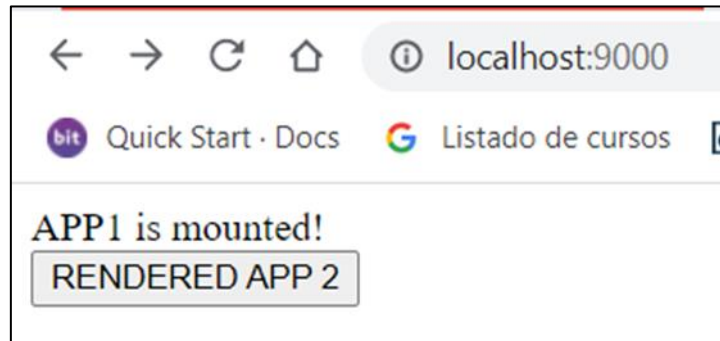 localhost:9000
bit Quick Start · Docs G Listado de cursos
APP1 is mounted!
RENDERED APP 2